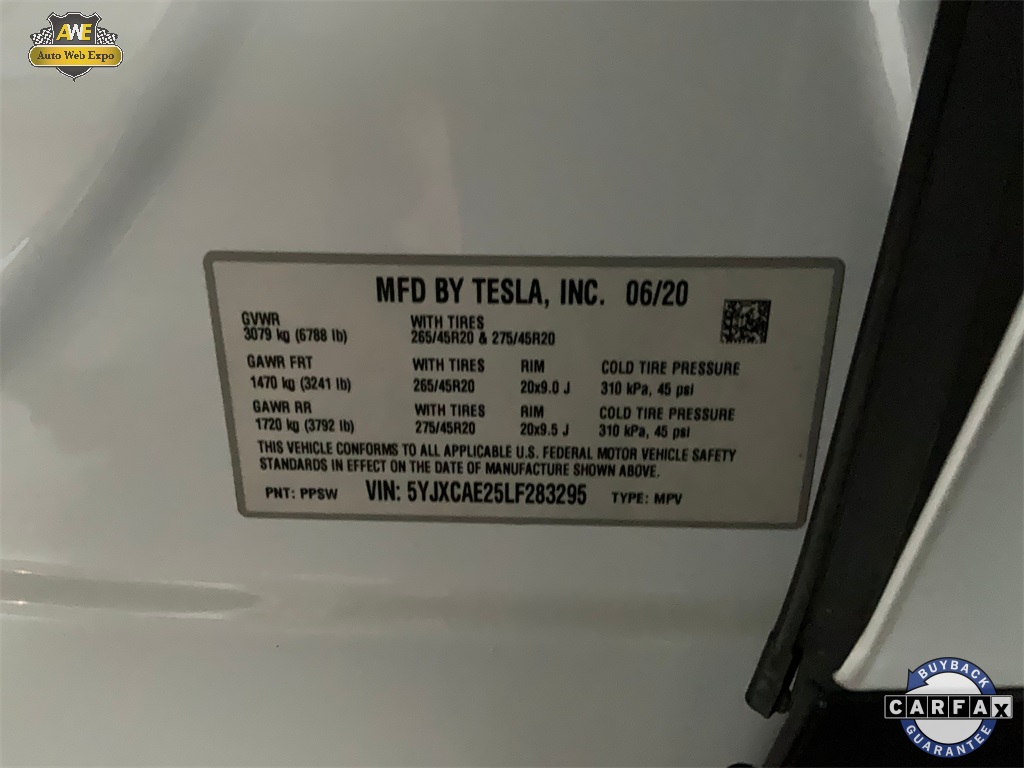 AWE
Auto Web Expo
MFD BY TESLA, INC. 06/20
GVWR WITH TIRES
3079 kg (6788 lb) 265/45R20 & 275/45R20
GAWR FRT WITH TIRES RIM COLD TIRE PRESSURE
1470 kg (3241 lb) 265/45R20 20x9.0 J 310 kPa, 45 psi
GAWR RR WITH TIRES RIM COLD TIRE PRESSURE
1720 kg (3792 lb) 275/45R20 20x9.5 J 310 kPa, 45 psi
THIS VEHICLE CONFORMS TO ALL APPLICABLE U.S. FEDERAL MOTOR VEHICLE SAFETY
STANDARDS IN EFFECT ON THE DATE OF MANUFACTURE SHOWN ABOVE.
PNT: PPSW VIN: 5YJXCAE25LF283295 TYPE: MPV
BUYBACK
CARFAX
GUARANTEE